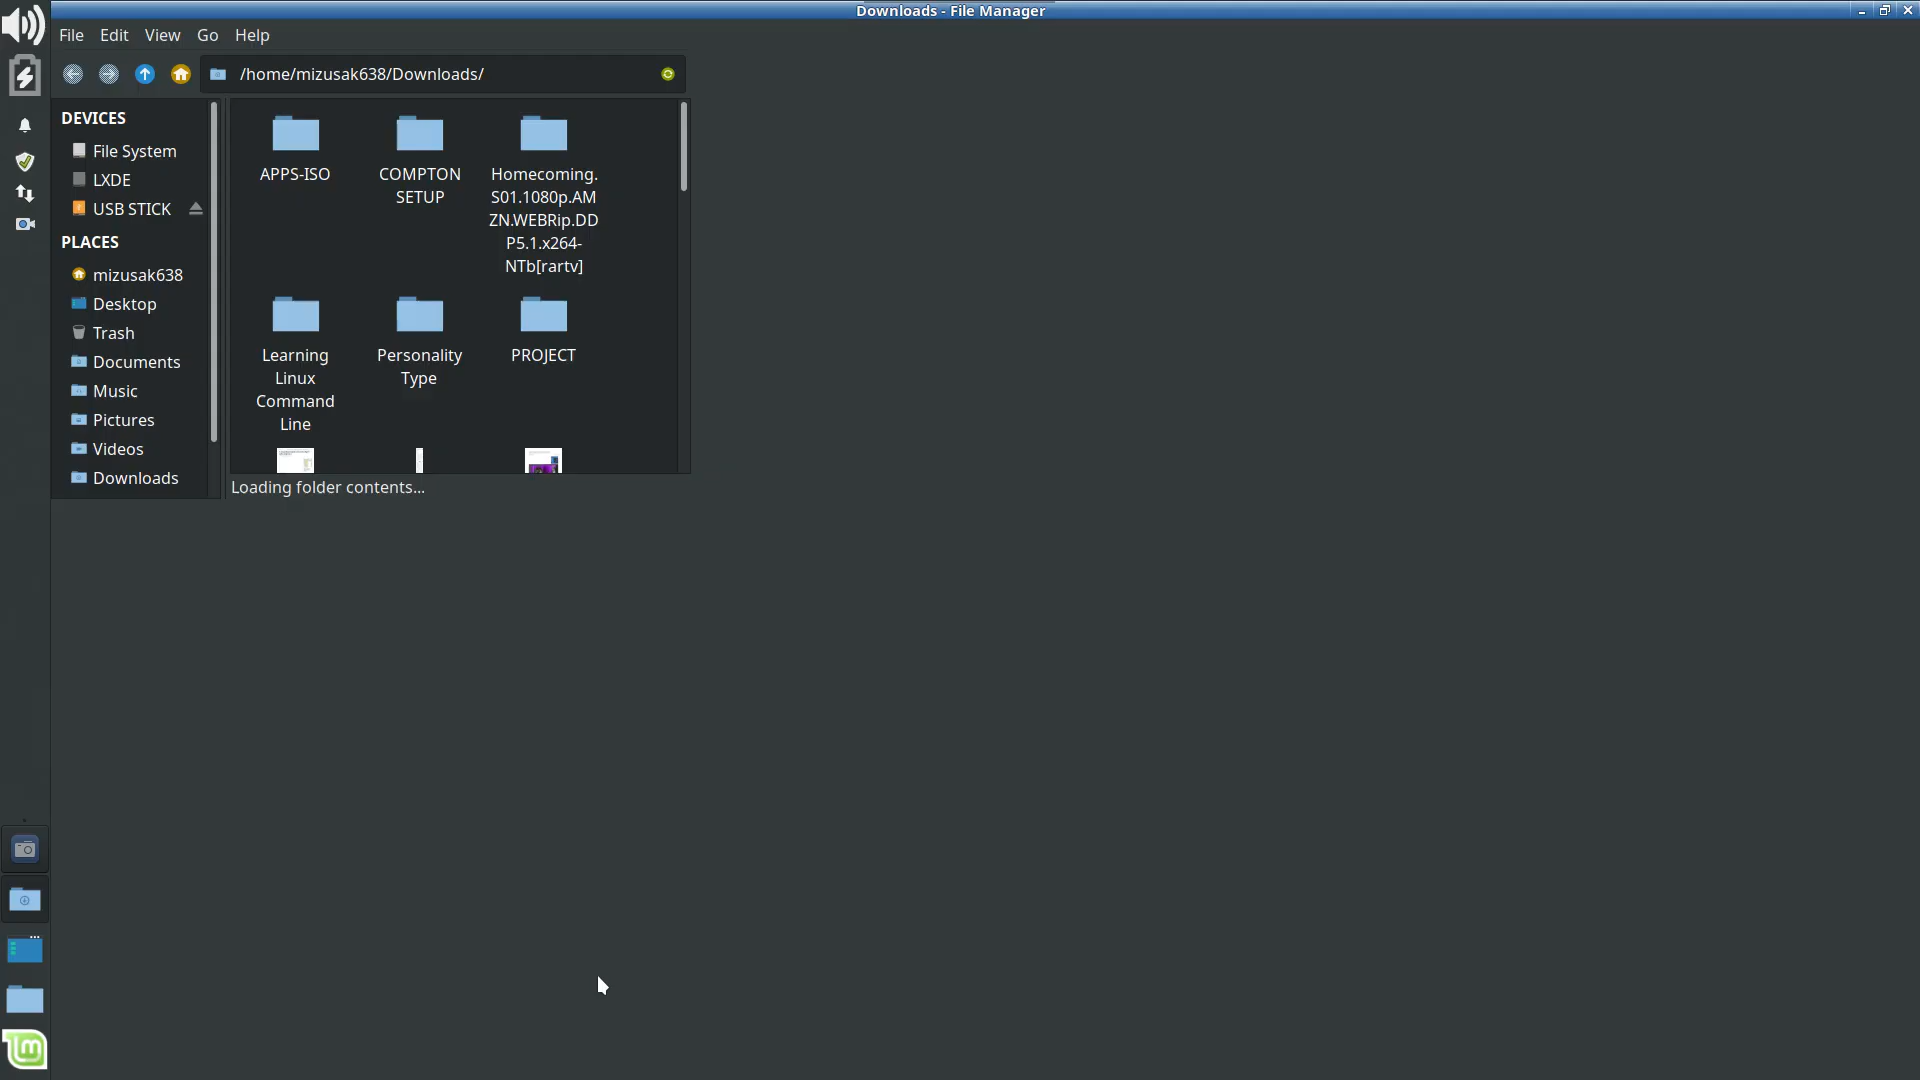 Downloads - File Manager
File Edit View Go Help
/home/mizusak638/Downloads/
DEVICES
File System
LXDE
USB STICK
PLACES
mizusak638
Desktop
Trash
Documents
Music
Pictures
Videos
Downloads
APPS-ISO
COMPTON
SETUP
Homecoming.
S01.1080p.AM
ZN.WEBRip.DD
P5.1.x264-
NTb[rartv]
Learning
Linux
Command
Line
Personality
Type
PROJECT
Loading folder contents...